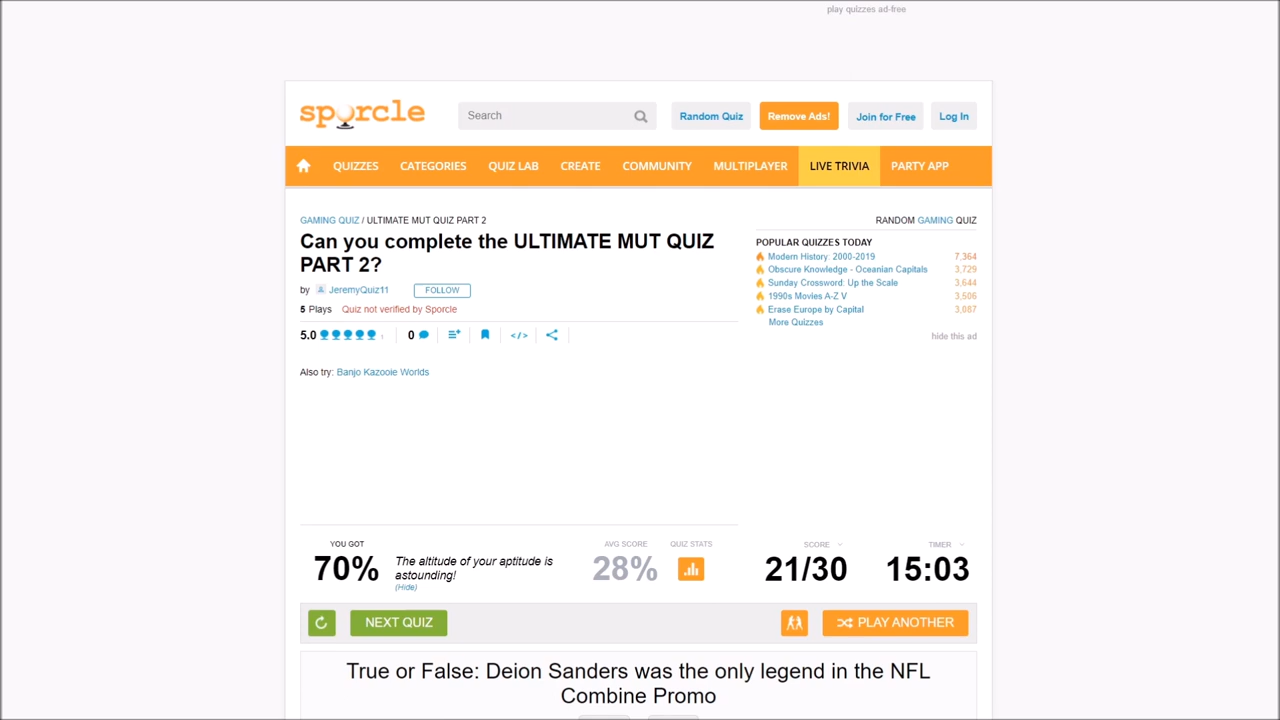 play quizzes ad-free
sporcle
Search
Random Quiz
Remove Ads!
Join for Free
Log In
QUIZZES
CATEGORIES
QUIZ LAB
CREATE
COMMUNITY
MULTIPLAYER
LIVE TRIVIA
PARTY APP
GAMING QUIZ / ULTIMATE MUT QUIZ PART 2
Can you complete the ULTIMATE MUT QUIZ
PART 2?
by JeremyQuiz11
FOLLOW
5 Plays Quiz not verified by Sporcle
5.0
0
</>
Also try: Banjo Kazooie Worlds
RANDOM GAMING QUIZ
POPULAR QUIZZES TODAY
Modern History: 2000-2019 7,364
Obscure Knowledge - Oceanian Capitals 3,729
Sunday Crossword: Up the Scale 3,644
1990s Movies A-Z V 3,506
Erase Europe by Capital 3,087
More Quizzes
hide this ad
YOU GOT
70%
The altitude of your aptitude is
astounding!
(Hide)
AVG SCORE
28%
QUIZ STATS
SCORE
21/30
TIMER
15:03
NEXT QUIZ
PLAY ANOTHER
True or False: Deion Sanders was the only legend in the NFL
Combine Promo